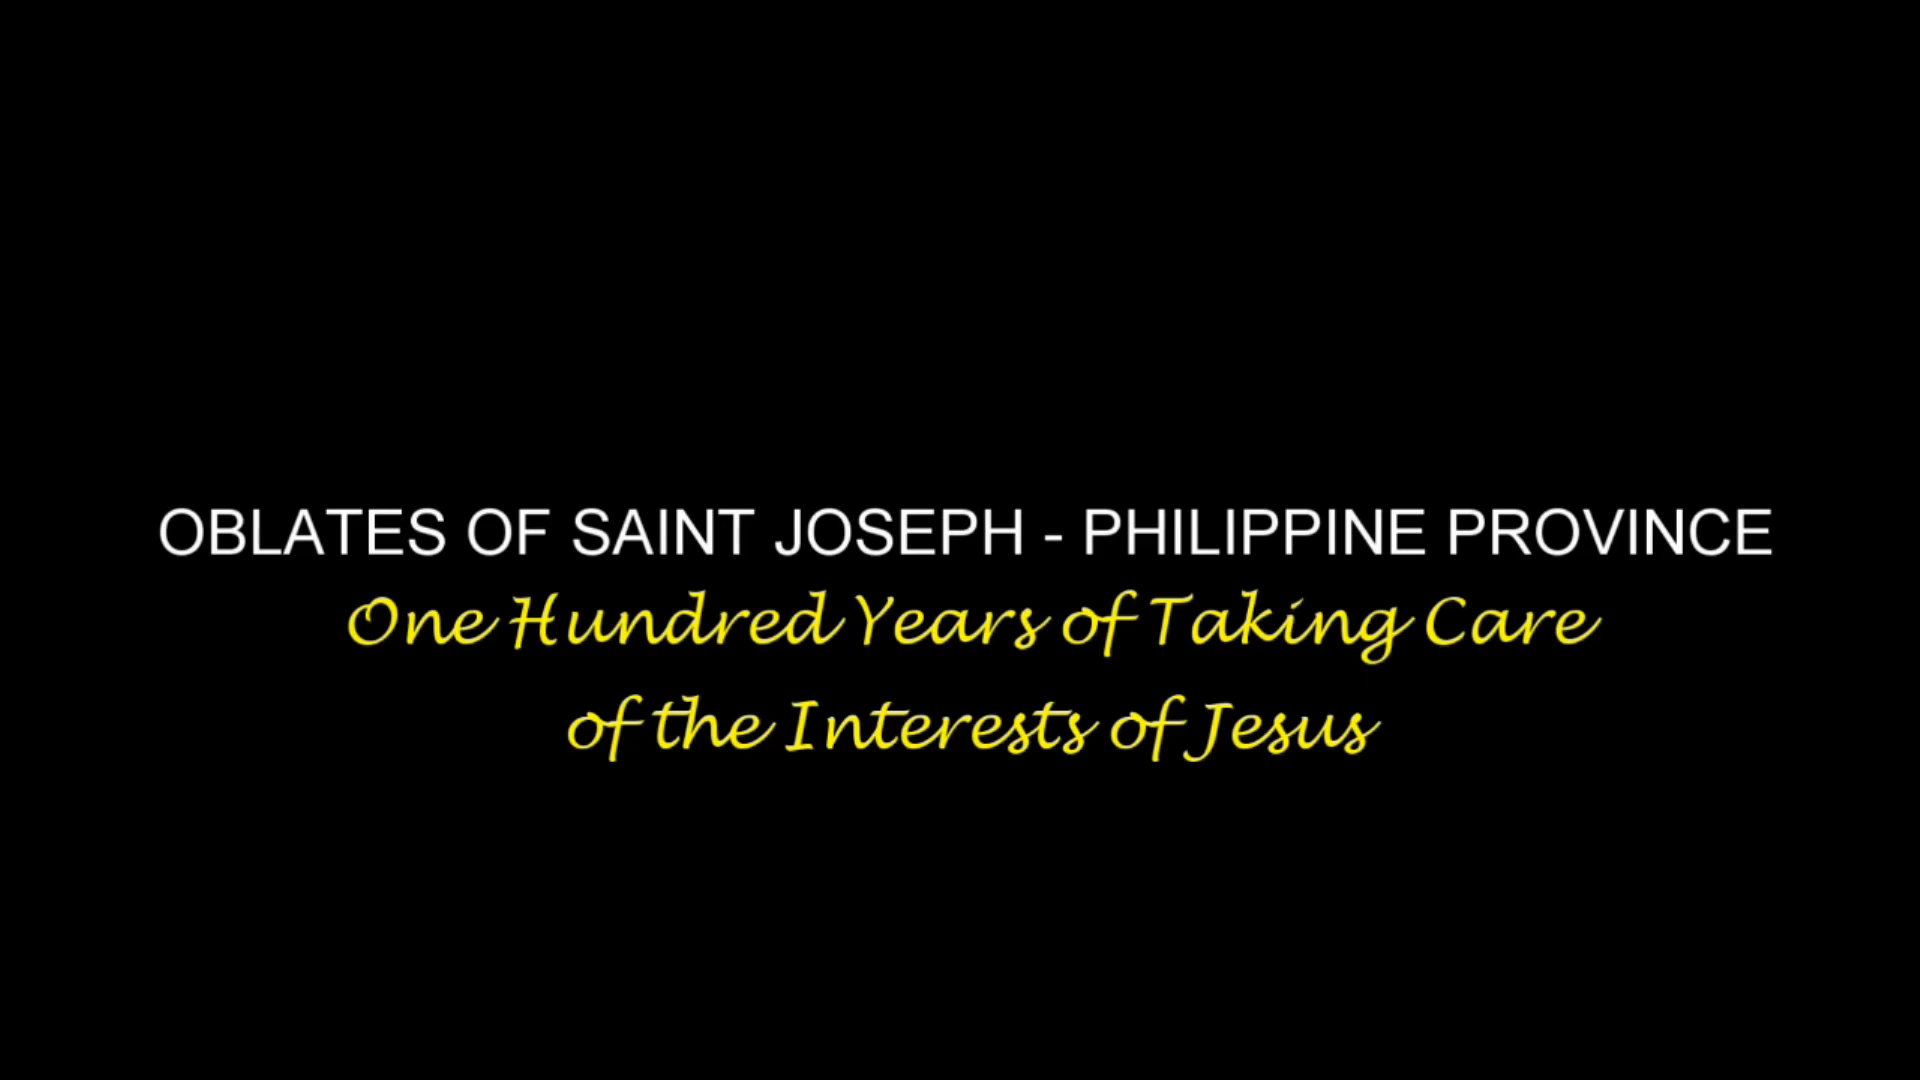 OBLATES OF SAINT JOSEPH - PHILIPPINE PROVINCE
One Hundred Years of Taking Care
of the Interests of Jesus